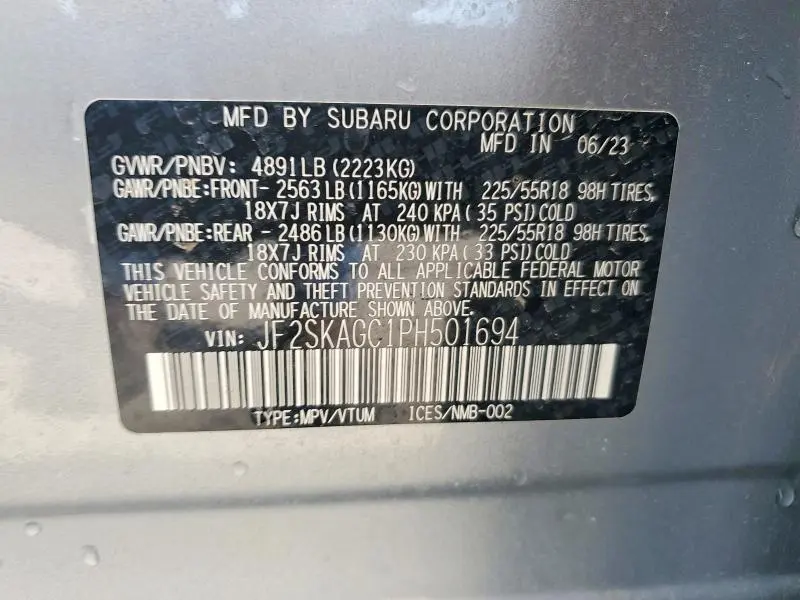 MFD BY SUBARU CORPORATION
MFD IN 06/23
GVWR/PNBV: 4891LB (2223KG)
GAWR/PNBE:FRONT- 2563LB (1165KG) WITH 225/55R18 98H TIRES,
18X7J RIMS AT 240 KPA ( 35 PSI) COLD
GAWR/PNBE:REAR - 2486LB (1130KG) WITH 225/55R18 98H TIRES,
18X7J RIMS AT 230 KPA ( 33 PSI) COLD
THIS VEHICLE CONFORMS TO ALL APPLICABLE FEDERAL MOTOR
VEHICLE SAFETY AND THEFT PREVENTION STANDARDS IN EFFECT ON
THE DATE OF MANUFACTURE SHOWN ABOVE.
VIN: JF2SKAGC1PH501694
TYPE:MPV/VTUM ICES/NMB-002